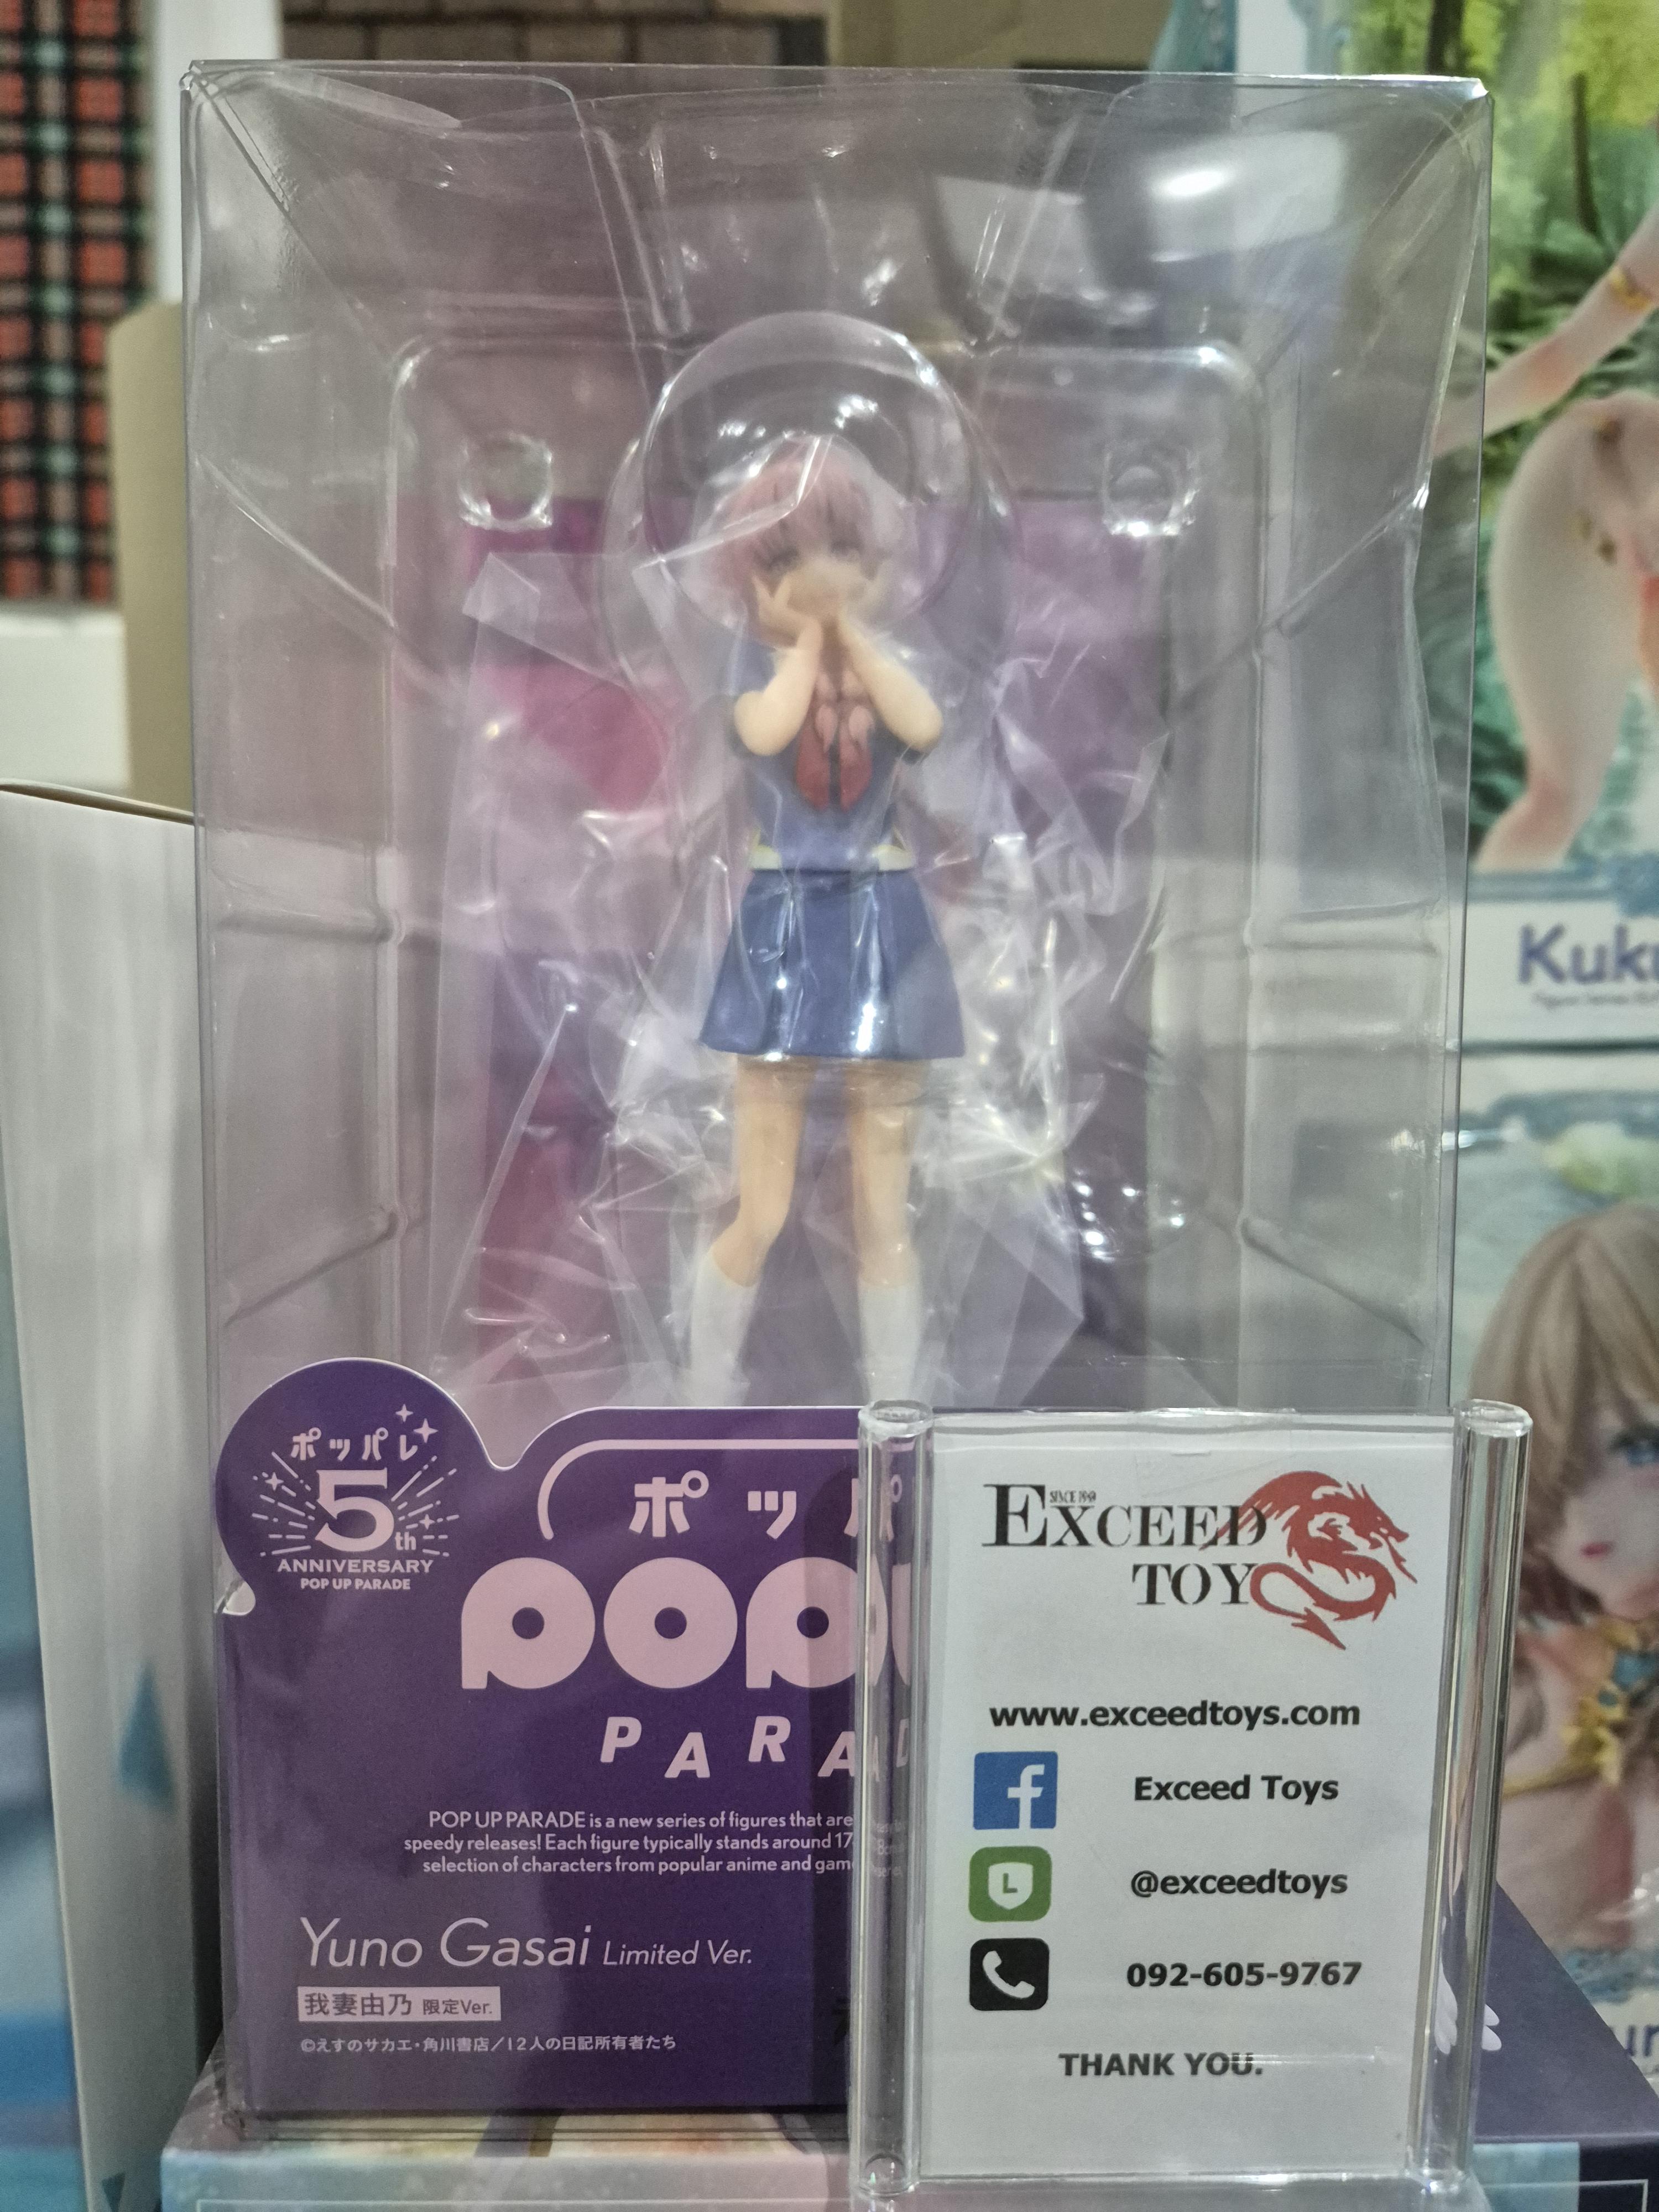 ポッパレ
5th
ANNIVERSARY
POP UP PARADE
ポッパ
POPU
PARAD
POP UP PARADE is a new series of figures that are
speedy releases! Each figure typically stands around 17
selection of characters from popular anime and gam
Yuno Gasai Limited Ver.
我妻由乃 限定Ver.
©えすのサカエ・角川書店/12人の日記所有者たち
SINCE 1989
EXCEED
TOY
www.exceedtoys.com
f
Exceed Toys
L
@exceedtoys
092-605-9767
THANK YOU.
Kuku